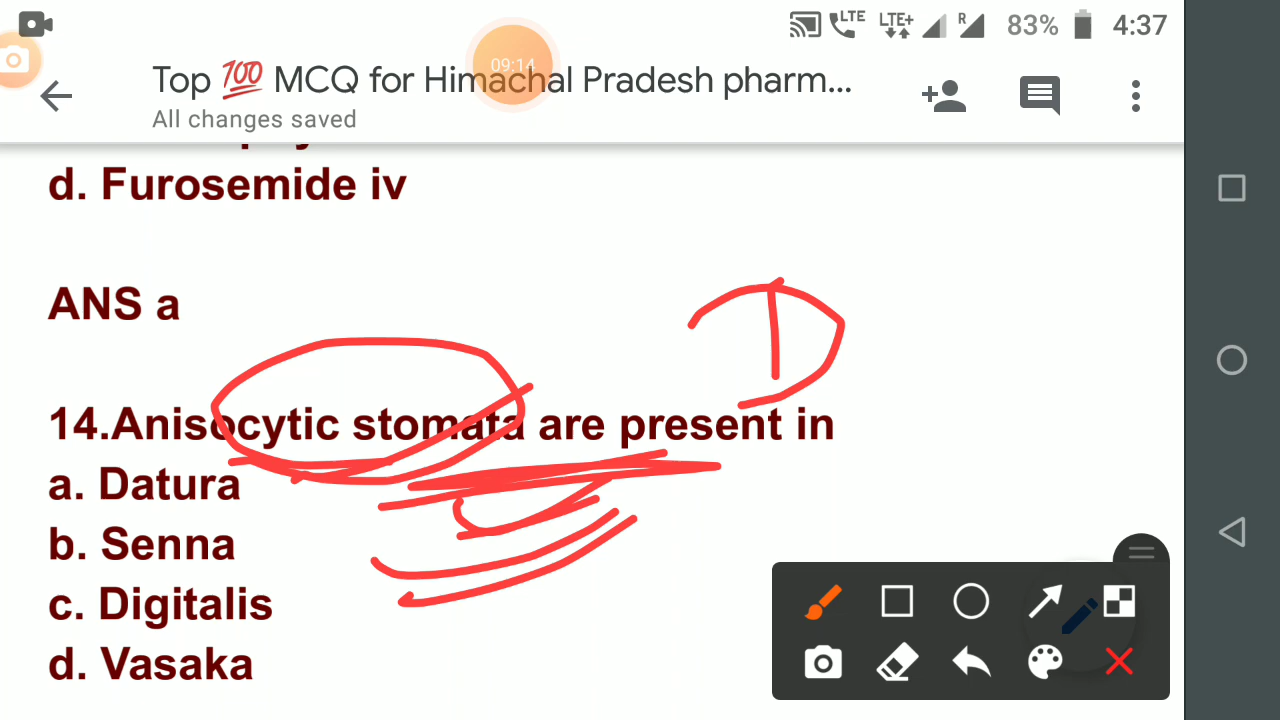 LTE LTE+ R 83% 4:37
09:14
Top 💯 MCQ for Himachal Pradesh pharm...
All changes saved
d. Furosemide iv
ANS a
14.Anisocytic stomata are present in
a. Datura
b. Senna
c. Digitalis
d. Vasaka